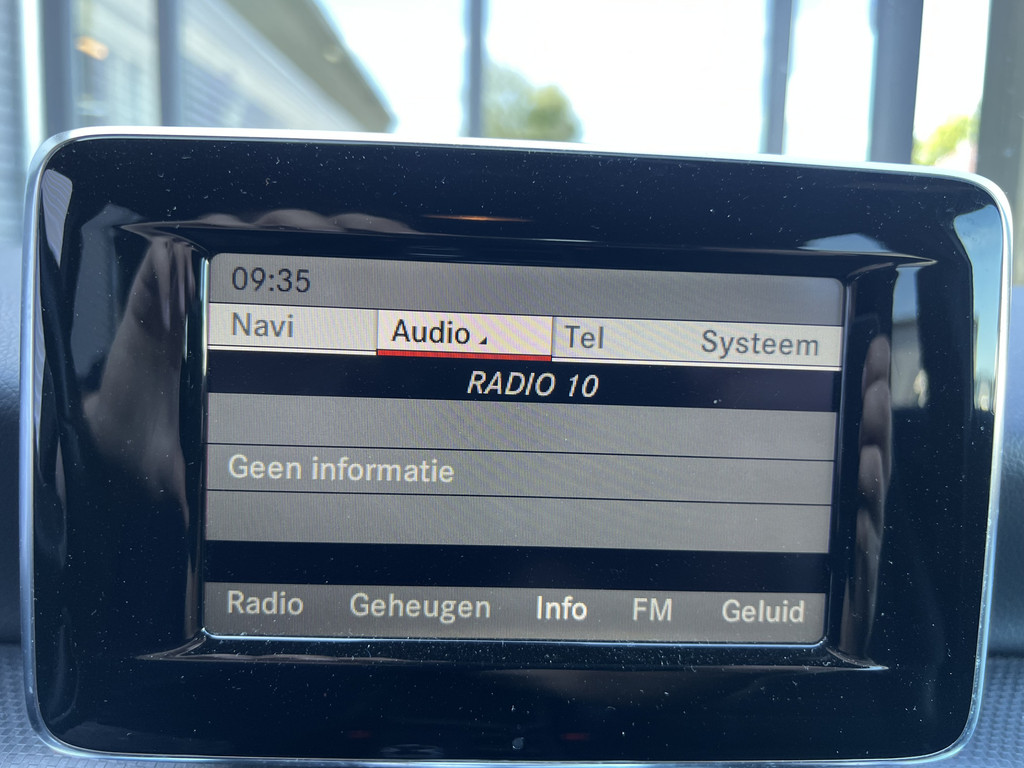 09:35
Navi Audio Tel Systeem
RADIO 10
Geen informatie
Radio Geheugen Info FM Geluid